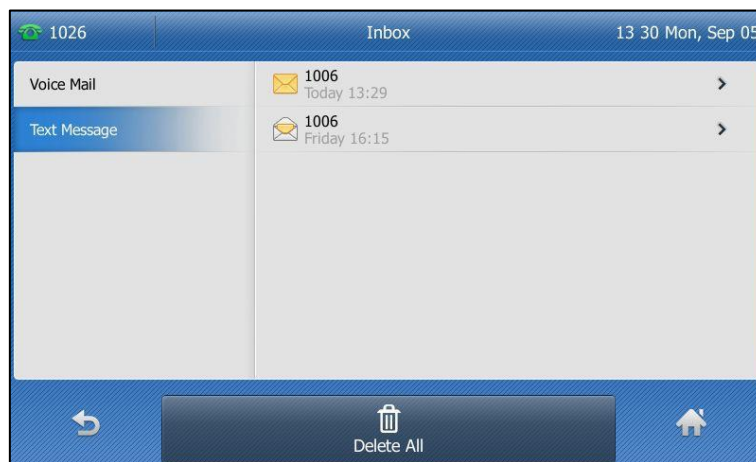 1026 Inbox 13 30 Mon, Sep 05
Voice Mail
Text Message
1006
Today 13:29
1006
Friday 16:15
Delete All